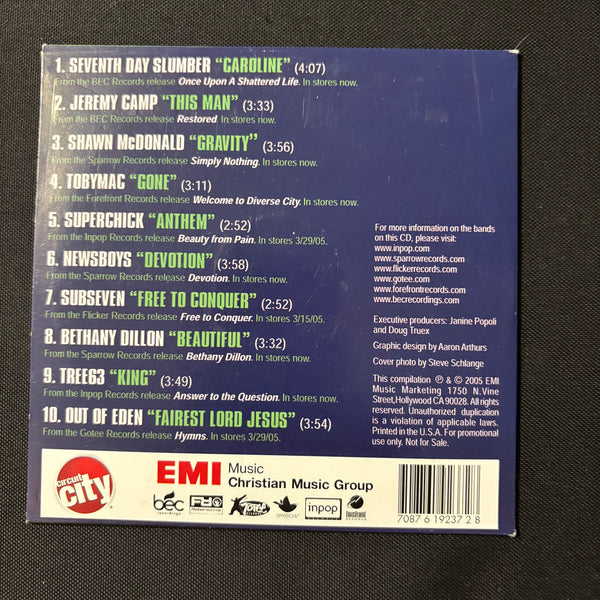 1. SEVENTH DAY SLUMBER "CAROLINE" (4:07)
From the BEC Records release Once Upon A Shattered Life. In stores now.
2. JEREMY CAMP "THIS MAN" (3:33)
From the BEC Records release Restored. In stores now.
3. SHAWN McDONALD "GRAVITY" (3:56)
From the Sparrow Records release Simply Nothing. In stores now.
4. TOBYMAC "GONE" (3:11)
From the Forefront Records release Welcome to Diverse City. In stores now.
5. SUPERCHICK "ANTHEM" (2:52)
From the Inpop Records release Beauty from Pain. In stores 3/29/05.
6. NEWSBOYS "DEVOTION" (3:58)
From the Sparrow Records release Devotion. In stores now.
7. SUBSEVEN "FREE TO CONQUER" (2:52)
From the Flicker Records release Free to Conquer. In stores 3/15/05.
8. BETHANY DILLON "BEAUTIFUL" (3:32)
From the Sparrow Records release Bethany Dillon. In stores now.
9. TREE63 "KING" (3:49)
From the Inpop Records release Answer to the Question. In stores now.
10. OUT OF EDEN "FAIREST LORD JESUS" (3:54)
From the Gotee Records release Hymns. In stores 3/29/05.
For more information on the bands
on this CD, please visit:
www.inpop.com
www.sparrowrecords.com
www.flickerrecords.com
www.gotee.com
www.forefrontrecords.com
www.becrecordings.com
Executive producers: Janine Popoli
and Doug Truex
Graphic design by Aaron Arthurs
Cover photo by Steve Schlange
This compilation ℗ & © 2005 EMI
Music Marketing 1750 N.Vine
Street,Hollywood CA 90028. All rights
reserved. Unauthorized duplication
is a violation of applicable laws.
Printed in the U.S.A. For promotional
use only. Not for Sale.
circuit
city
EMI Music
Christian Music Group
bec
recordings
GOTEE
SPARROW
inpop
forefront
7087 6 19237 2 8